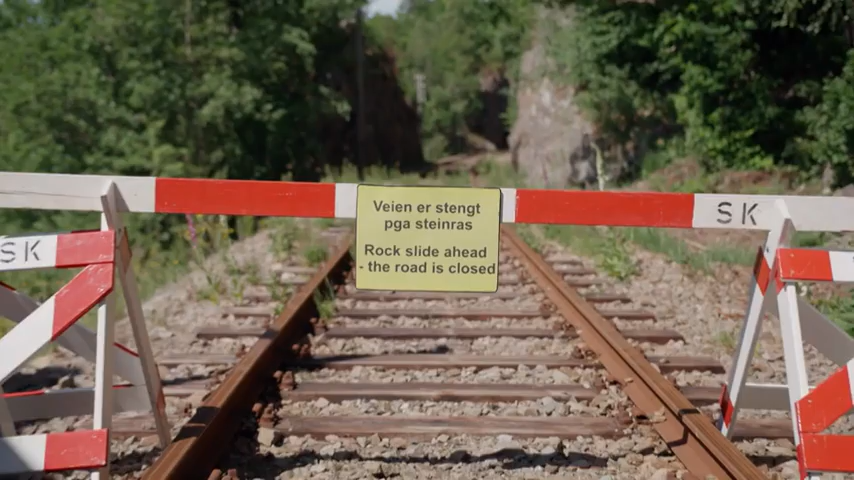 Veien er stengt
pga steinras
Rock slide ahead
- the road is closed
SK
SK